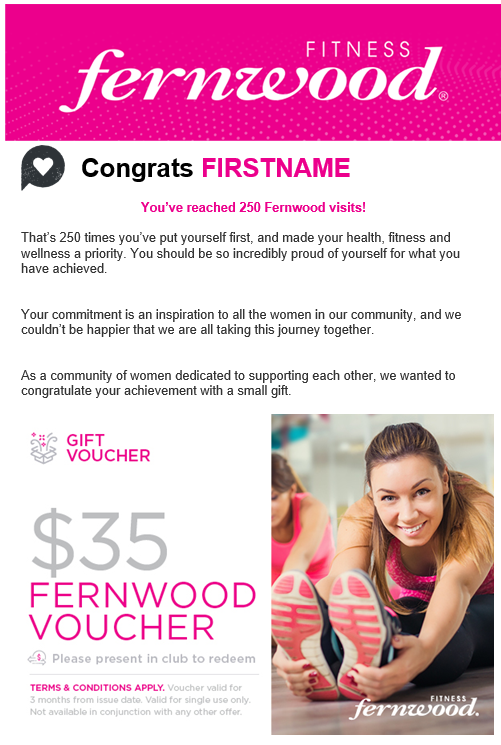 FITNESS
fernwood®
Congrats FIRSTNAME
You've reached 250 Fernwood visits!
That's 250 times you've put yourself first, and made your health, fitness and
wellness a priority. You should be so incredibly proud of yourself for what you
have achieved.
Your commitment is an inspiration to all the women in our community, and we
couldn't be happier that we are all taking this journey together.
As a community of women dedicated to supporting each other, we wanted to
congratulate your achievement with a small gift.
GIFT
VOUCHER
$35
FERNWOOD
VOUCHER
$ Please present in club to redeem
TERMS & CONDITIONS APPLY. Voucher valid for
3 months from issue date. Valid for single use only.
Not available in conjunction with any other offer.
FITNESS
fernwood.